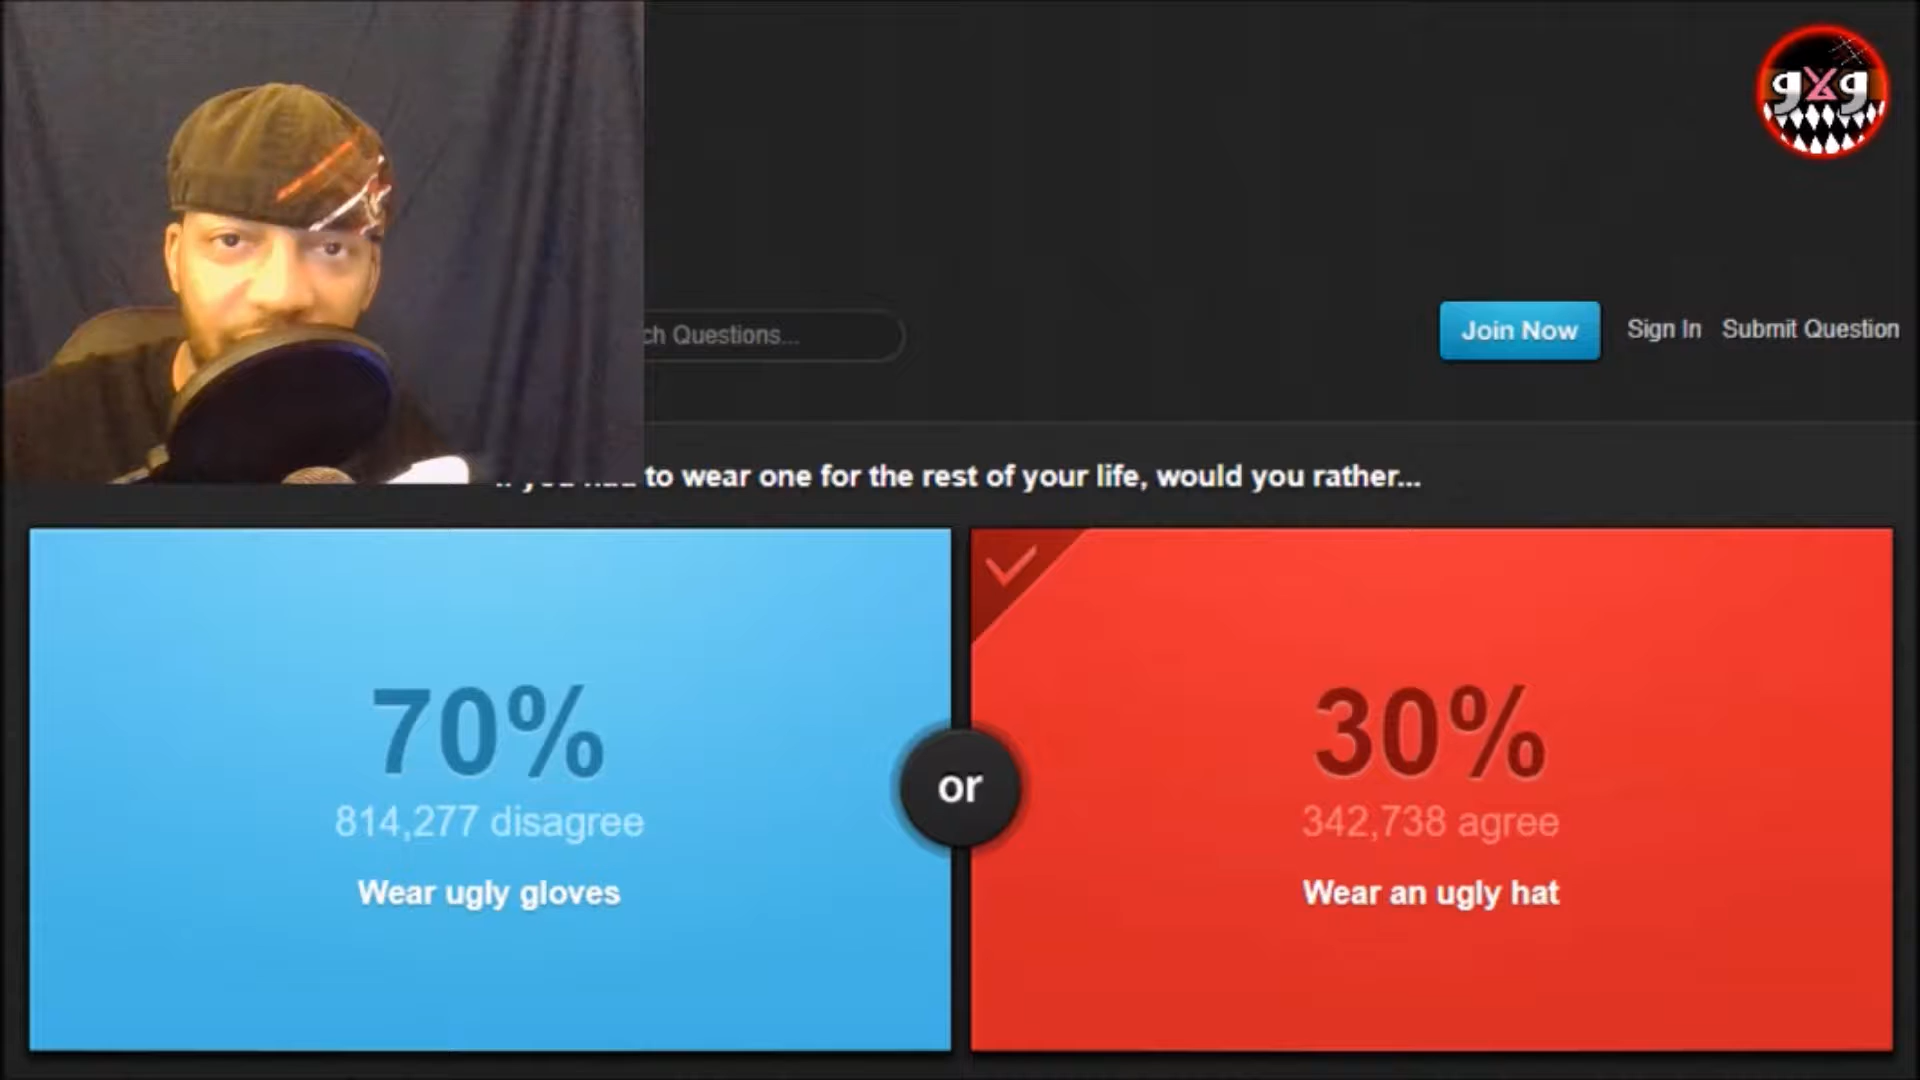 gXg
ch Questions...
Join Now
Sign In
Submit Question
to wear one for the rest of your life, would you rather...
70%
814,277 disagree
Wear ugly gloves
or
30%
342,738 agree
Wear an ugly hat